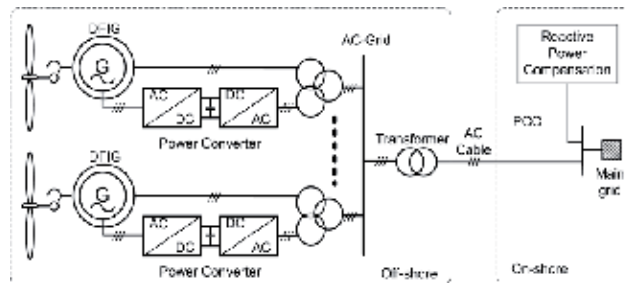 DFIG
G
AC
DC
DC
AC
Power Converter
DFIG
G
AC
DC
DC
AC
Power Converter
AC-Grid
Transformer
AC
Cable
Off-shore
Reactive
Power
Compensation
PCC
Main
grid
On-shore